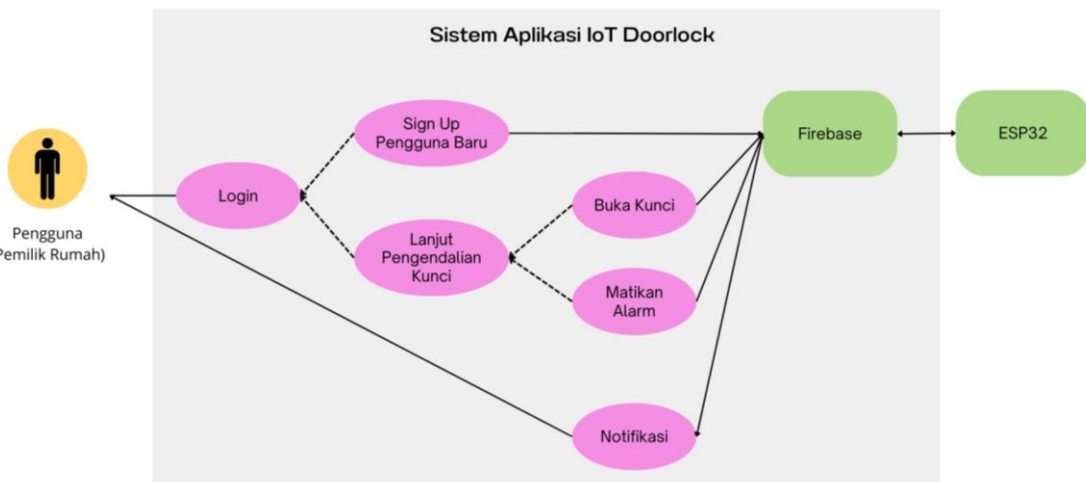 Sistem Aplikasi IoT Doorlock
Sign Up
Pengguna Baru
Firebase
ESP32
Login
Buka Kunci
Pengguna
Pemilik Rumah)
Lanjut
Pengendalian
Kunci
Matikan
Alarm
Notifikasi